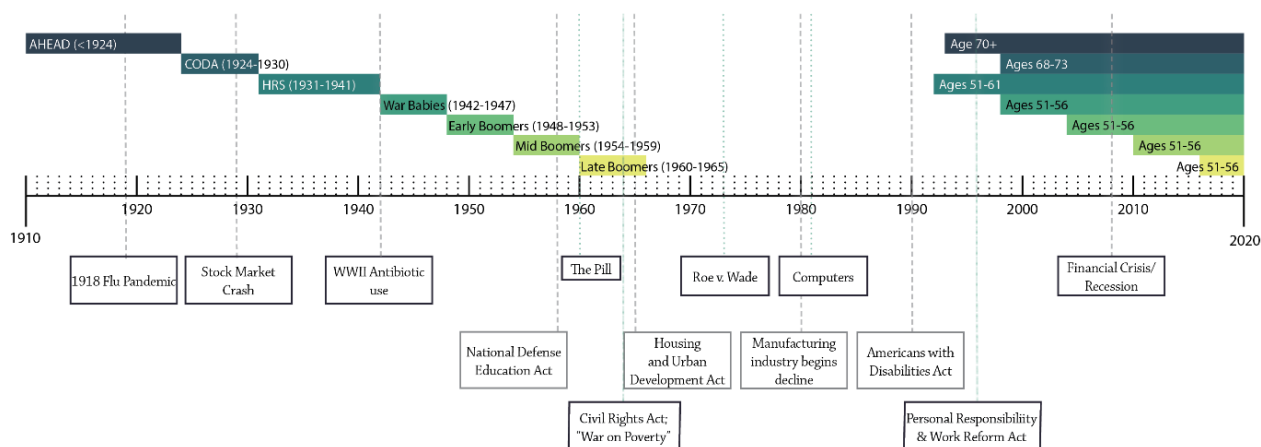 AHEAD (<1924)
Age 70+
CODA (1924-1930)
Ages 68-73
HRS (1931-1941)
Ages 51-61
War Babies (1942-1947)
Ages 51-56
Early Boomers (1948-1953)
Ages 51-56
Mid Boomers (1954-1959)
Ages 51-56
Late Boomers (1960-1965)
Ages 51-56
1920
1930
1940
1950
1960
1970
1980
1990
2000
2010
1910
2020
1918 Flu Pandemic
Stock Market
Crash
WWII Antibiotic
use
The Pill
Roe v. Wade
Computers
Financial Crisis/
Recession
National Defense
Education Act
Housing
and Urban
Development Act
Manufacturing
industry begins
decline
Americans with
Disabilities Act
Civil Rights Act;
"War on Poverty"
Personal Responsibiliity
& Work Reform Act